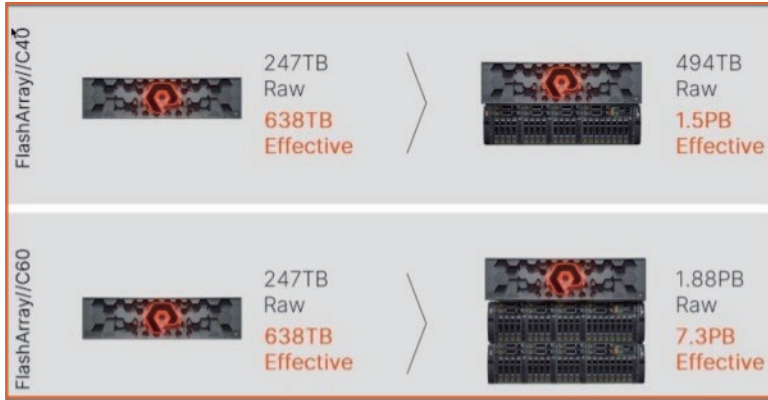 FlashArray//C40
247TB
Raw
638TB
Effective
494TB
Raw
1.5PB
Effective
FlashArray//C60
247TB
Raw
638TB
Effective
1.88PB
Raw
7.3PB
Effective